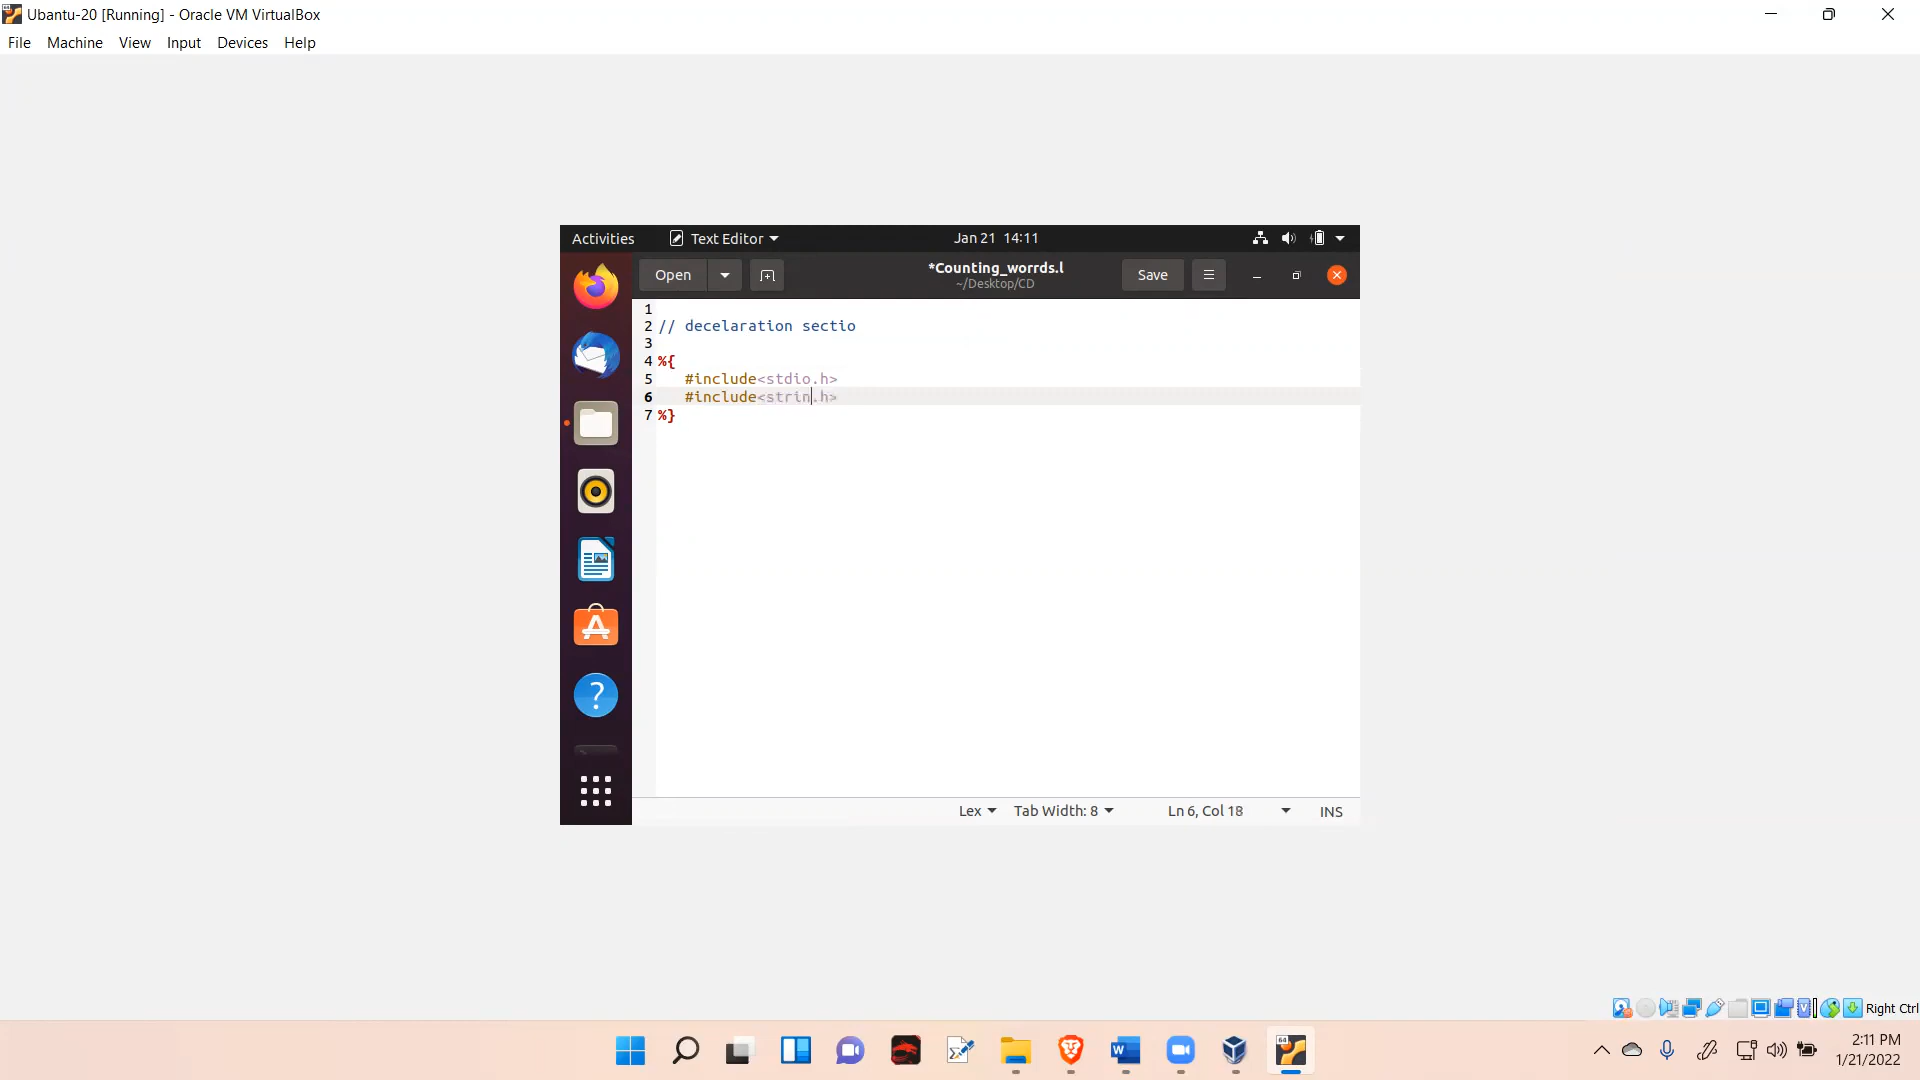 Ubantu-20 [Running] - Oracle VM VirtualBox
File Machine View Input Devices Help
Activities Text Editor Jan 21 14:11
Open *Counting_worrds.l Save
~/Desktop/CD
1
2 // decelaration sectio
3
4 %{
5 #include<stdio.h>
6 #include<strin.h>
7 %}
Lex Tab Width: 8 Ln 6, Col 18 INS
Right Ctrl
2:11 PM
1/21/2022